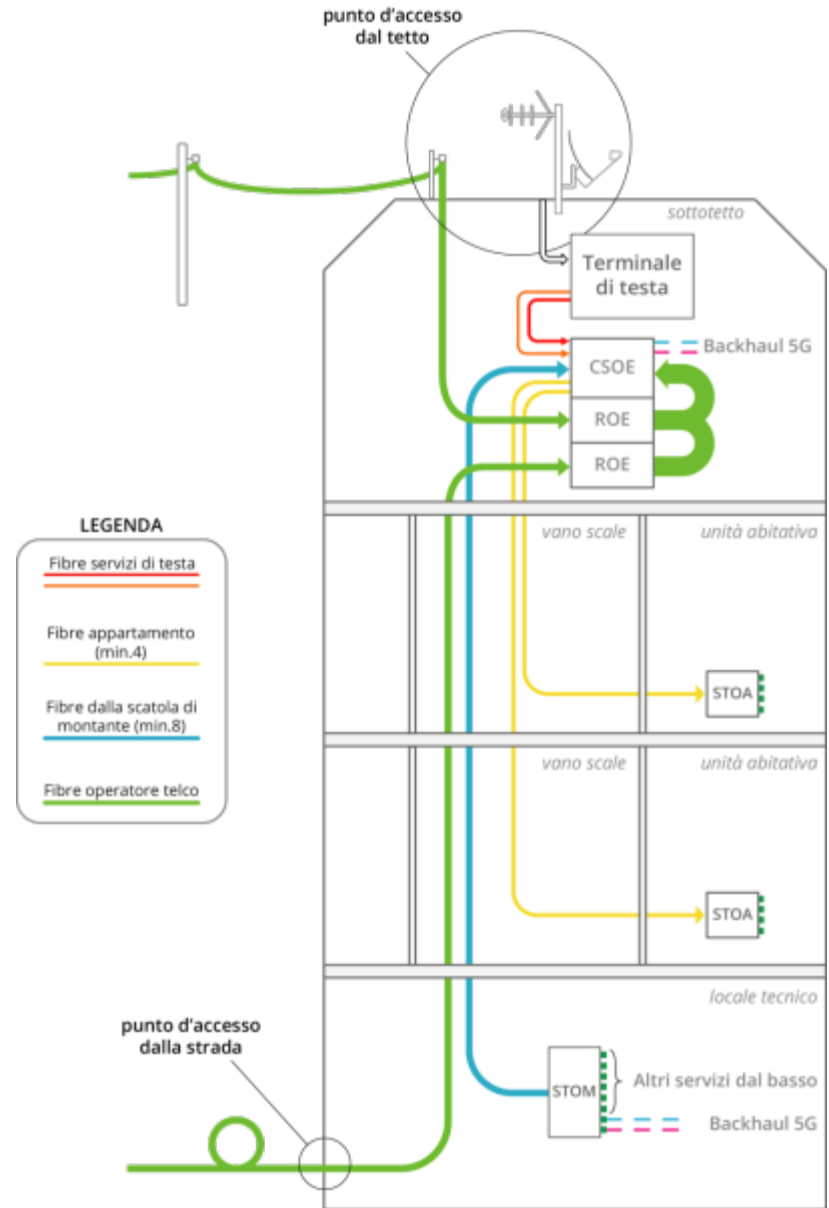 punto d'accesso
dal tetto
sottotetto
Terminale
di testa
Backhaul 5G
CSOE
ROE
ROE
LEGENDA
Fibre servizi di testa
Fibre appartamento
(min.4)
Fibre dalla scatola di
montante (min.8)
Fibre operatore telco
vano scale
unità abitativa
STOA
vano scale
unità abitativa
STOA
locale tecnico
punto d'accesso
dalla strada
STOM
Altri servizi dal basso
Backhaul 5G